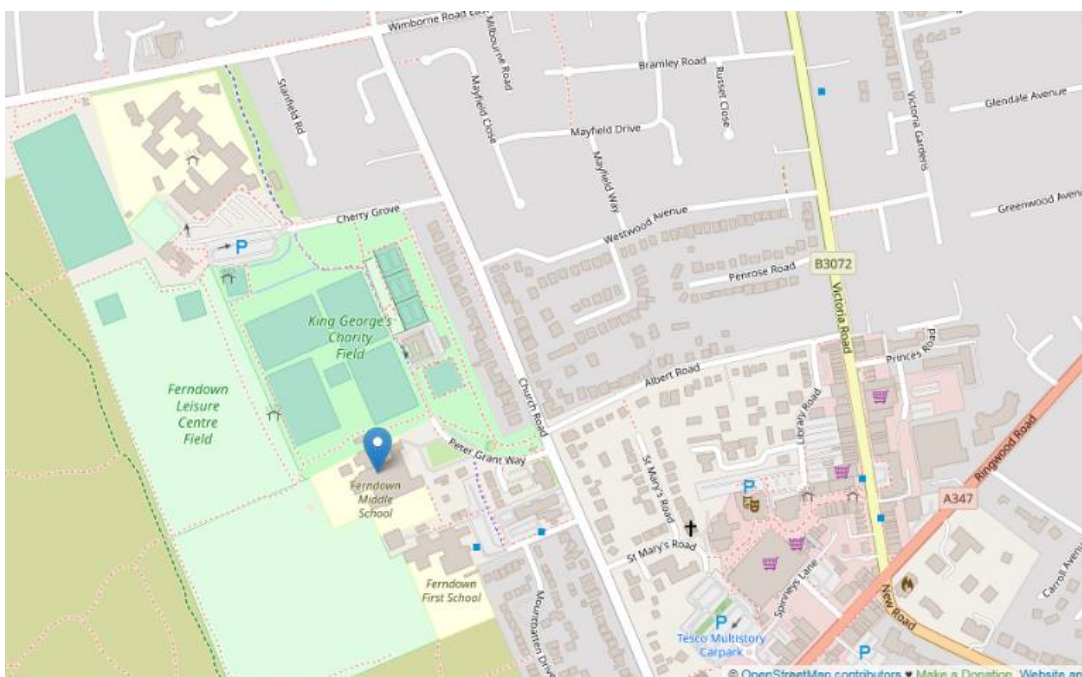 Wimborne Road East
Milbourne Road
Bramley Road
Stanfield Rd
Mayfield Close
Russet Close
Victoria Gardens
Glendale Avenue
Mayfield Drive
Mayfield Way
Cherry Grove
Westwood Avenue
Greenwood Avenue
P
B3072
Penrose Road
Victoria Road
King George's
Charity
Field
Princes Road
Albert Road
Church Road
Ferndown
Leisure
Centre
Field
Library Road
Ringwood Road
Peter Grant Way
St Mary's Road
Ferndown
Middle
School
P
A347
St Mary's Road
Ferndown
First School
Spinneys Lane
New Road
Carroll Avenue
Mountbatten Drive
P
Tesco Multistory
Carpark
P
© OpenStreetMap contributors ♥ Make a Donation. Website an